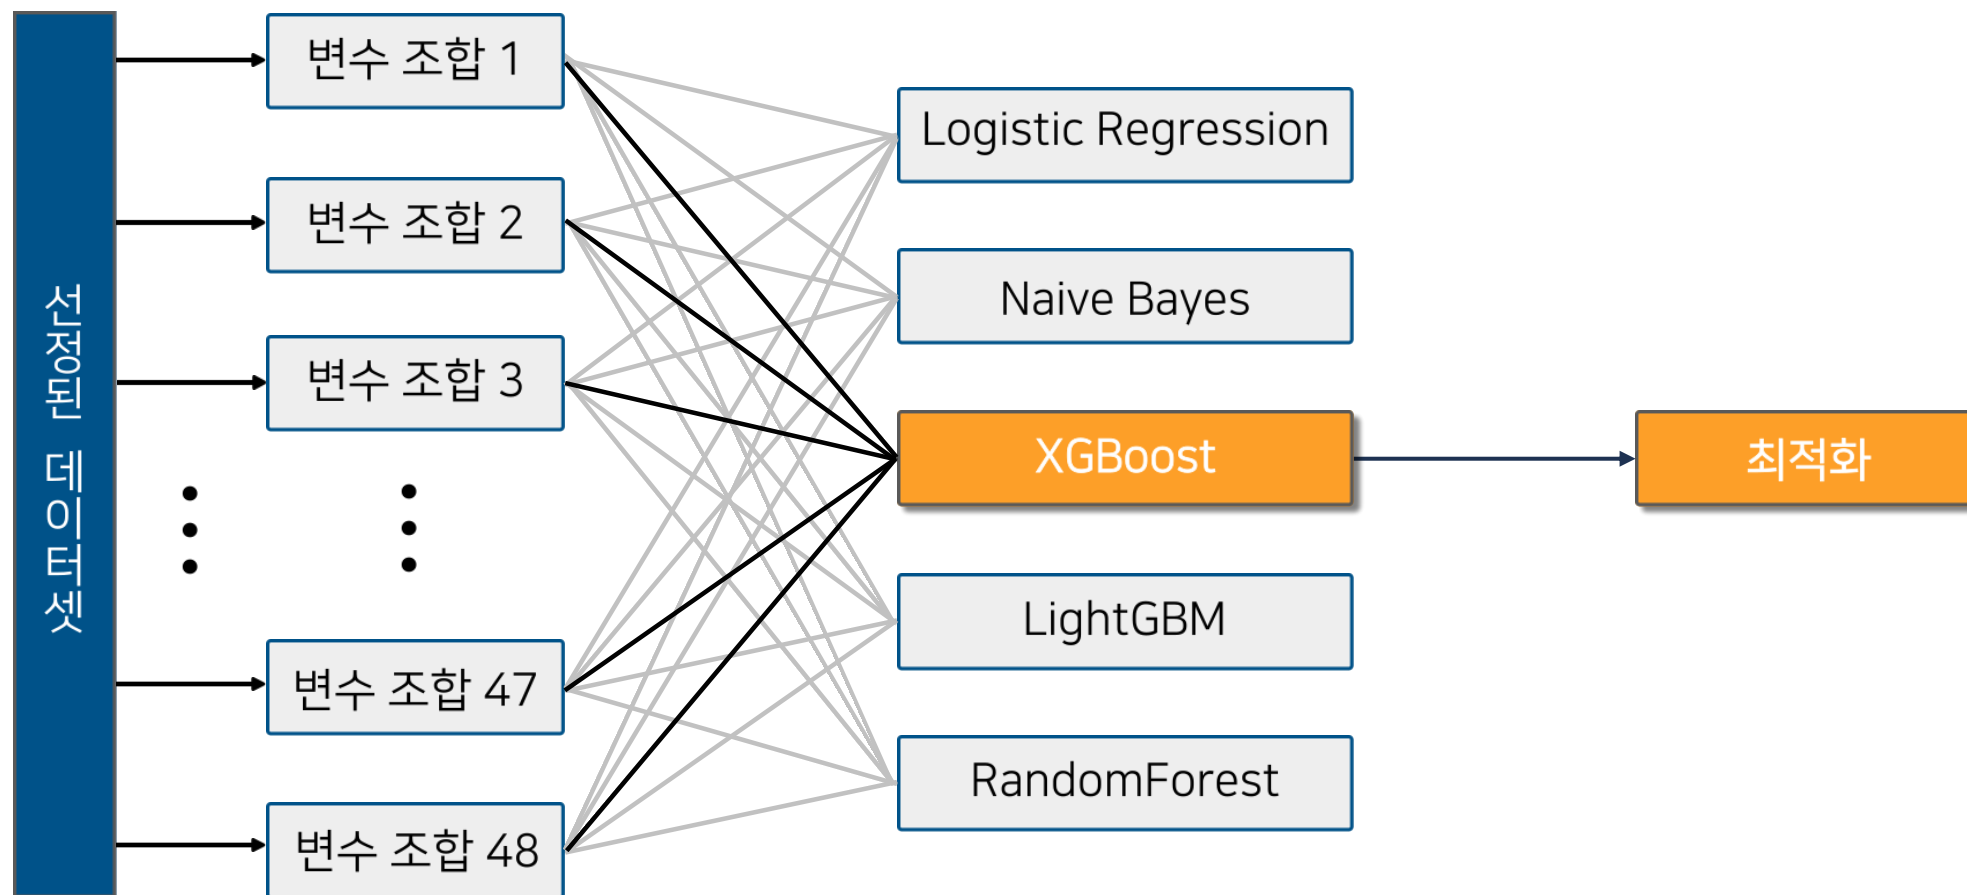 선정된 데이터셋
변수 조합 1
변수 조합 2
변수 조합 3
변수 조합 47
변수 조합 48
Logistic Regression
Naive Bayes
XGBoost
LightGBM
RandomForest
최적화